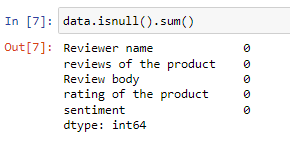 In [7]: data.isnull().sum()
Out[7]: Reviewer name 0
reviews of the product 0
Review body 0
rating of the product 0
sentiment 0
dtype: int64